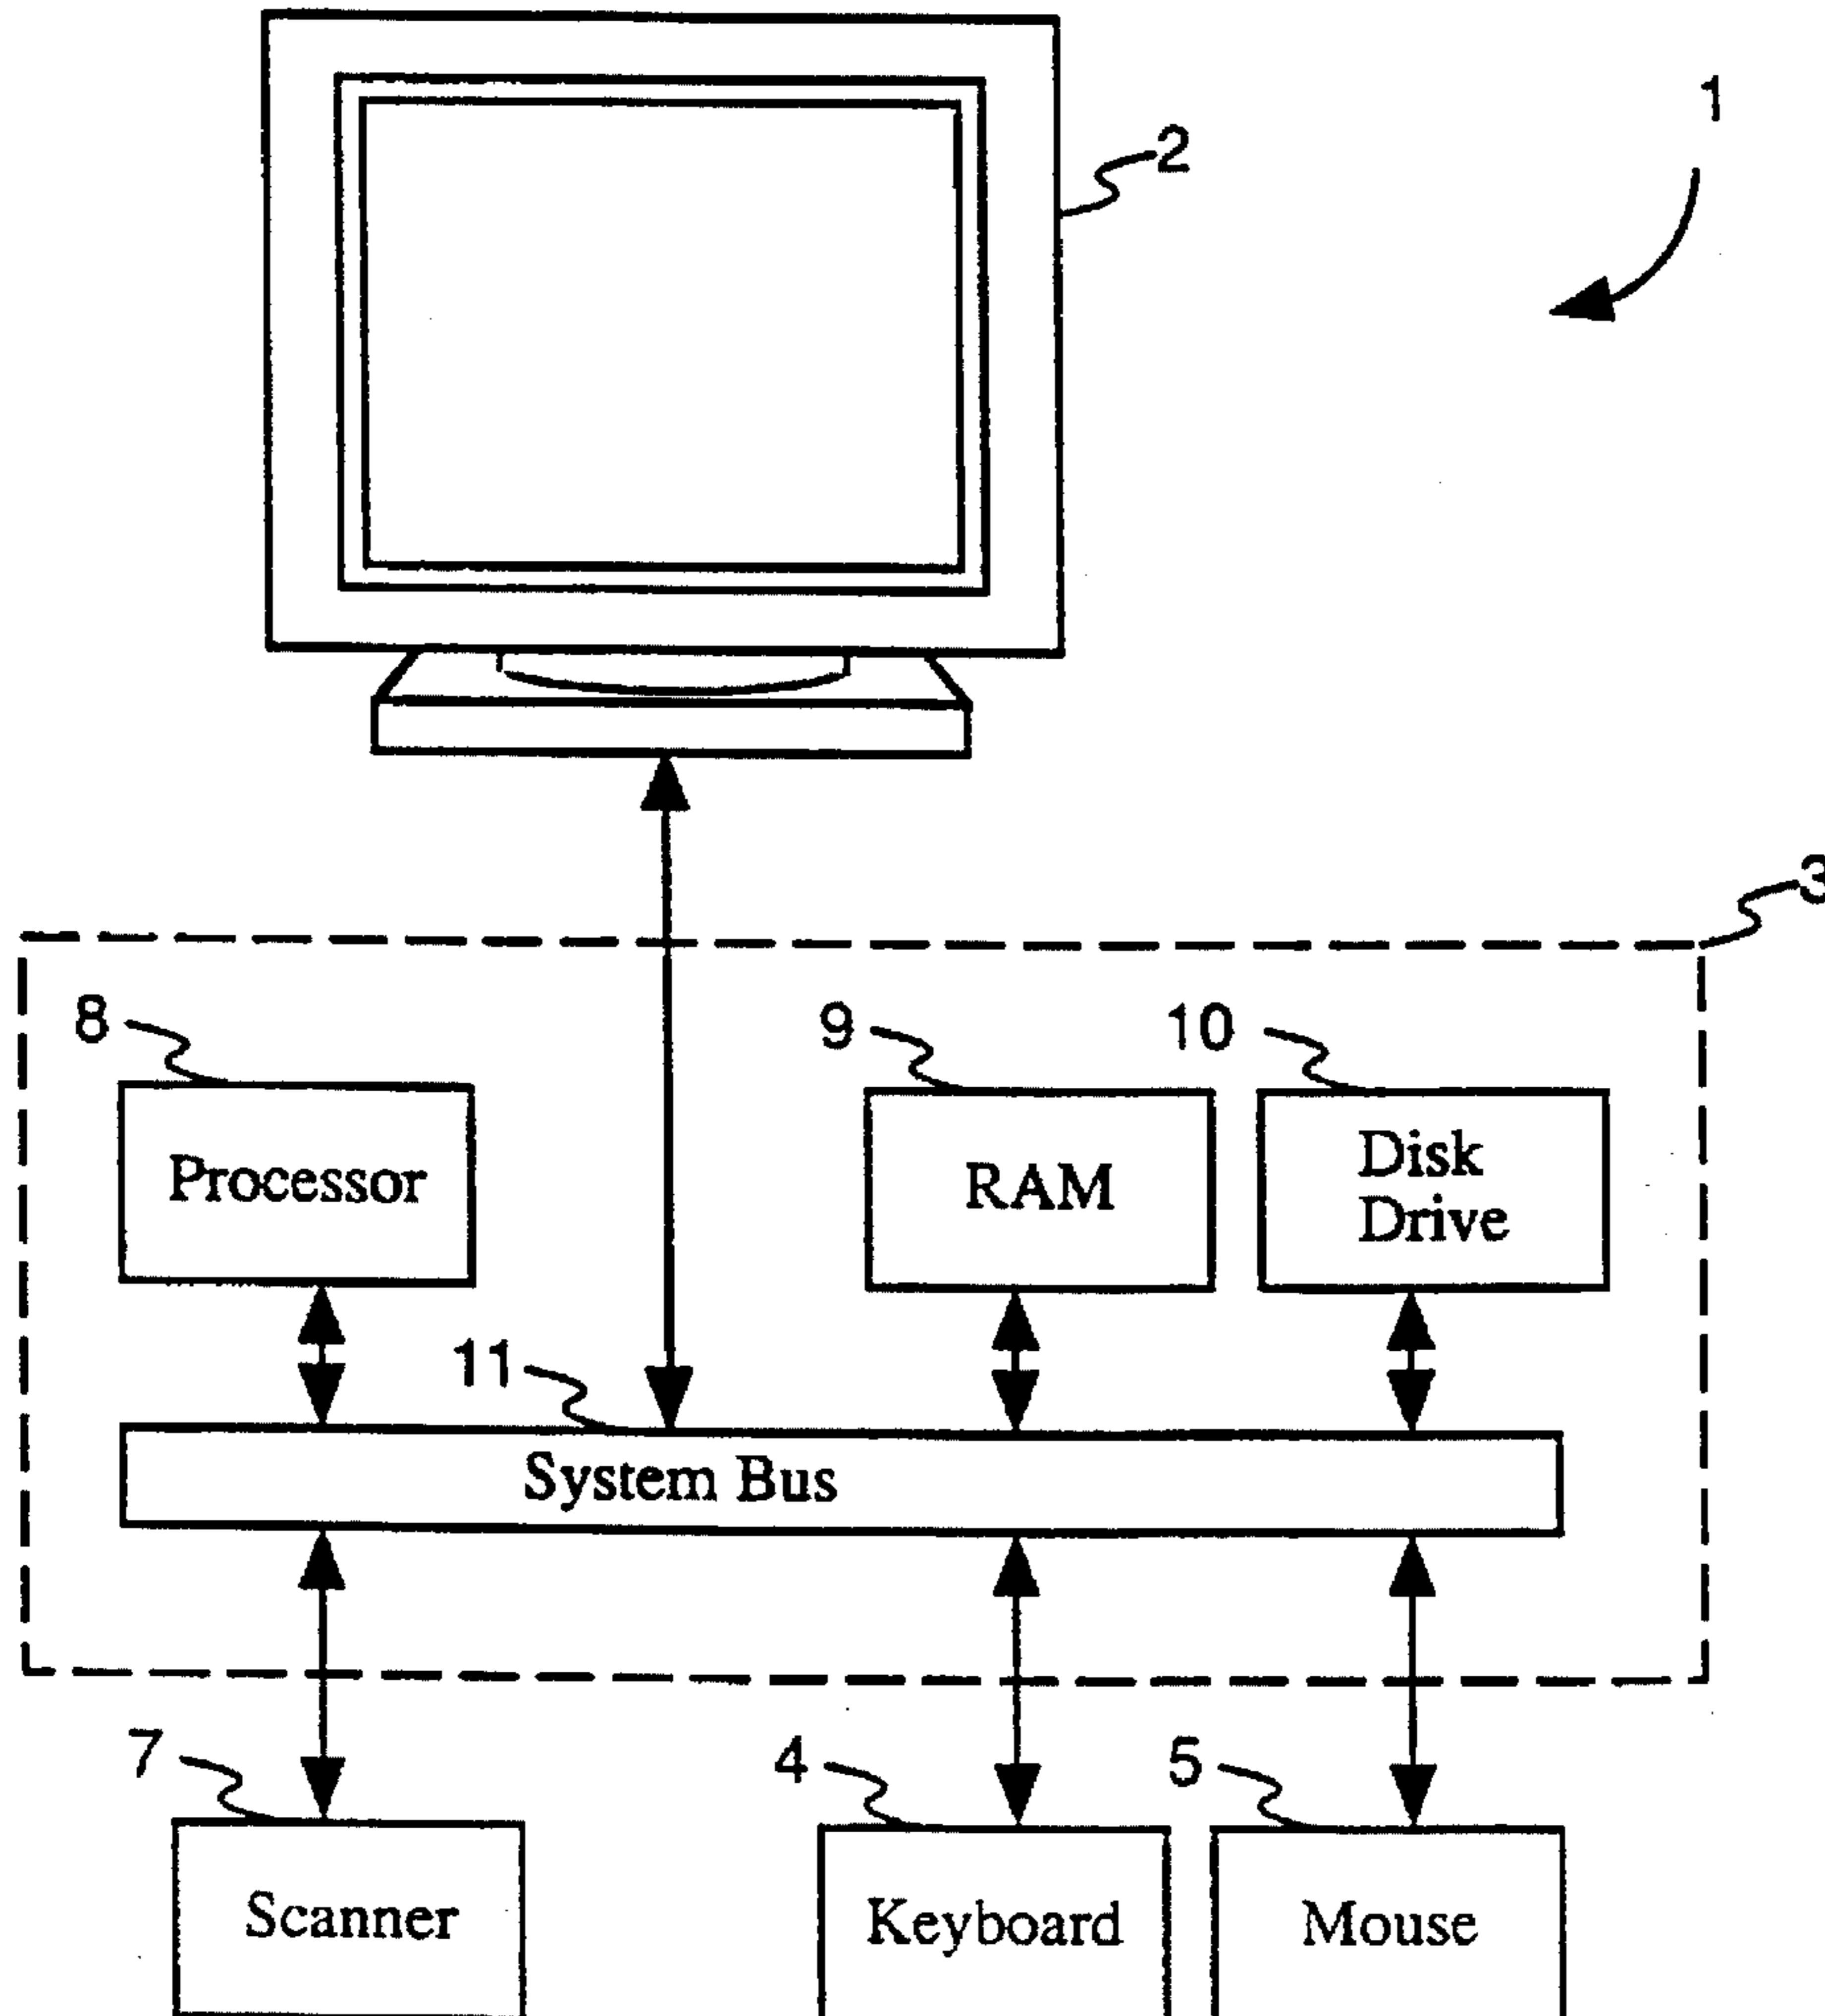 1
2
3
8
9
10
Processor
RAM
Disk
Drive
11
System Bus
7
4
5
Scanner
Keyboard
Mouse